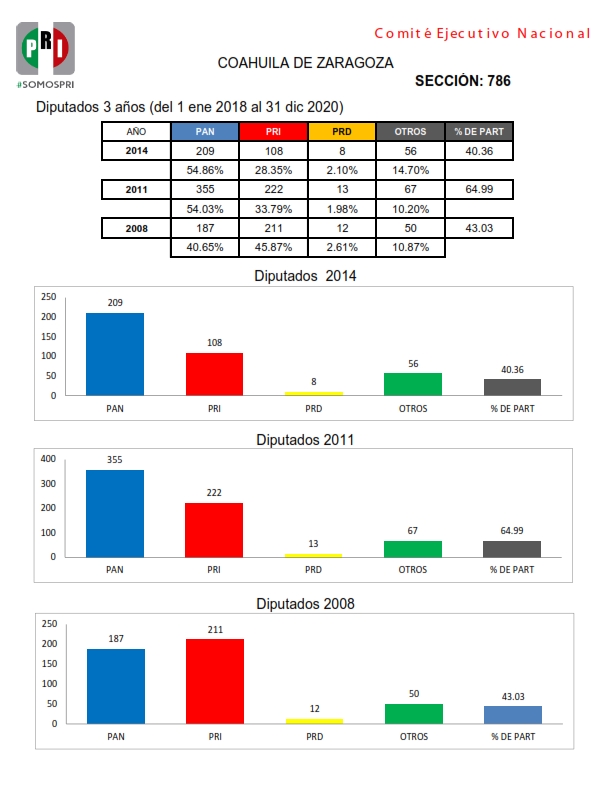 Comité Ejecutivo Nacional
PRI
#SOMOSPRI
COAHUILA DE ZARAGOZA
SECCIÓN: 786
Diputados 3 años (del 1 ene 2018 al 31 dic 2020)
AÑO PAN PRI PRD OTROS % DE PART
2014 209 108 8 56 40.36
54.86% 28.35% 2.10% 14.70%
2011 355 222 13 67 64.99
54.03% 33.79% 1.98% 10.20%
2008 187 211 12 50 43.03
40.65% 45.87% 2.61% 10.87%
Diputados 2014
250
200
150
100
50
0
209 108 8 56 40.36
PAN PRI PRD OTROS % DE PART
Diputados 2011
400
300
200
100
0
355 222 13 67 64.99
PAN PRI PRD OTROS % DE PART
Diputados 2008
250
200
150
100
50
0
187 211 12 50 43.03
PAN PRI PRD OTROS % DE PART